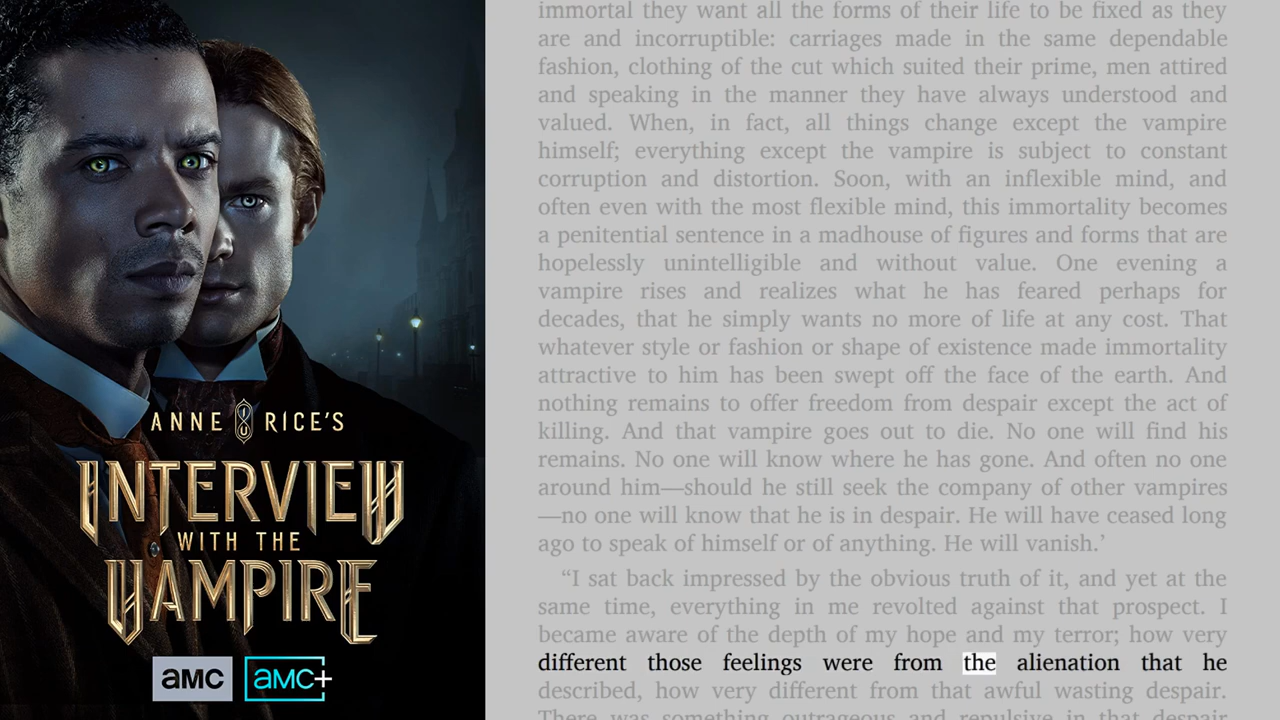 ANNE RICE'S
INTERVIEW
WITH THE
VAMPIRE
amc
amc+
immortal they want all the forms of their life to be fixed as they
are and incorruptible: carriages made in the same dependable
fashion, clothing of the cut which suited their prime, men attired
and speaking in the manner they have always understood and
valued. When, in fact, all things change except the vampire
himself; everything except the vampire is subject to constant
corruption and distortion. Soon, with an inflexible mind, and
often even with the most flexible mind, this immortality becomes
a penitential sentence in a madhouse of figures and forms that are
hopelessly unintelligible and without value. One evening a
vampire rises and realizes what he has feared perhaps for
decades, that he simply wants no more of life at any cost. That
whatever style or fashion or shape of existence made immortality
attractive to him has been swept off the face of the earth. And
nothing remains to offer freedom from despair except the act of
killing. And that vampire goes out to die. No one will find his
remains. No one will know where he has gone. And often no one
around him—should he still seek the company of other vampires
—no one will know that he is in despair. He will have ceased long
ago to speak of himself or of anything. He will vanish.’
“I sat back impressed by the obvious truth of it, and yet at the
same time, everything in me revolted against that prospect. I
became aware of the depth of my hope and my terror; how very
different those feelings were from the alienation that he
described, how very different from that awful wasting despair.
There was something outrageous and repulsive in that despair